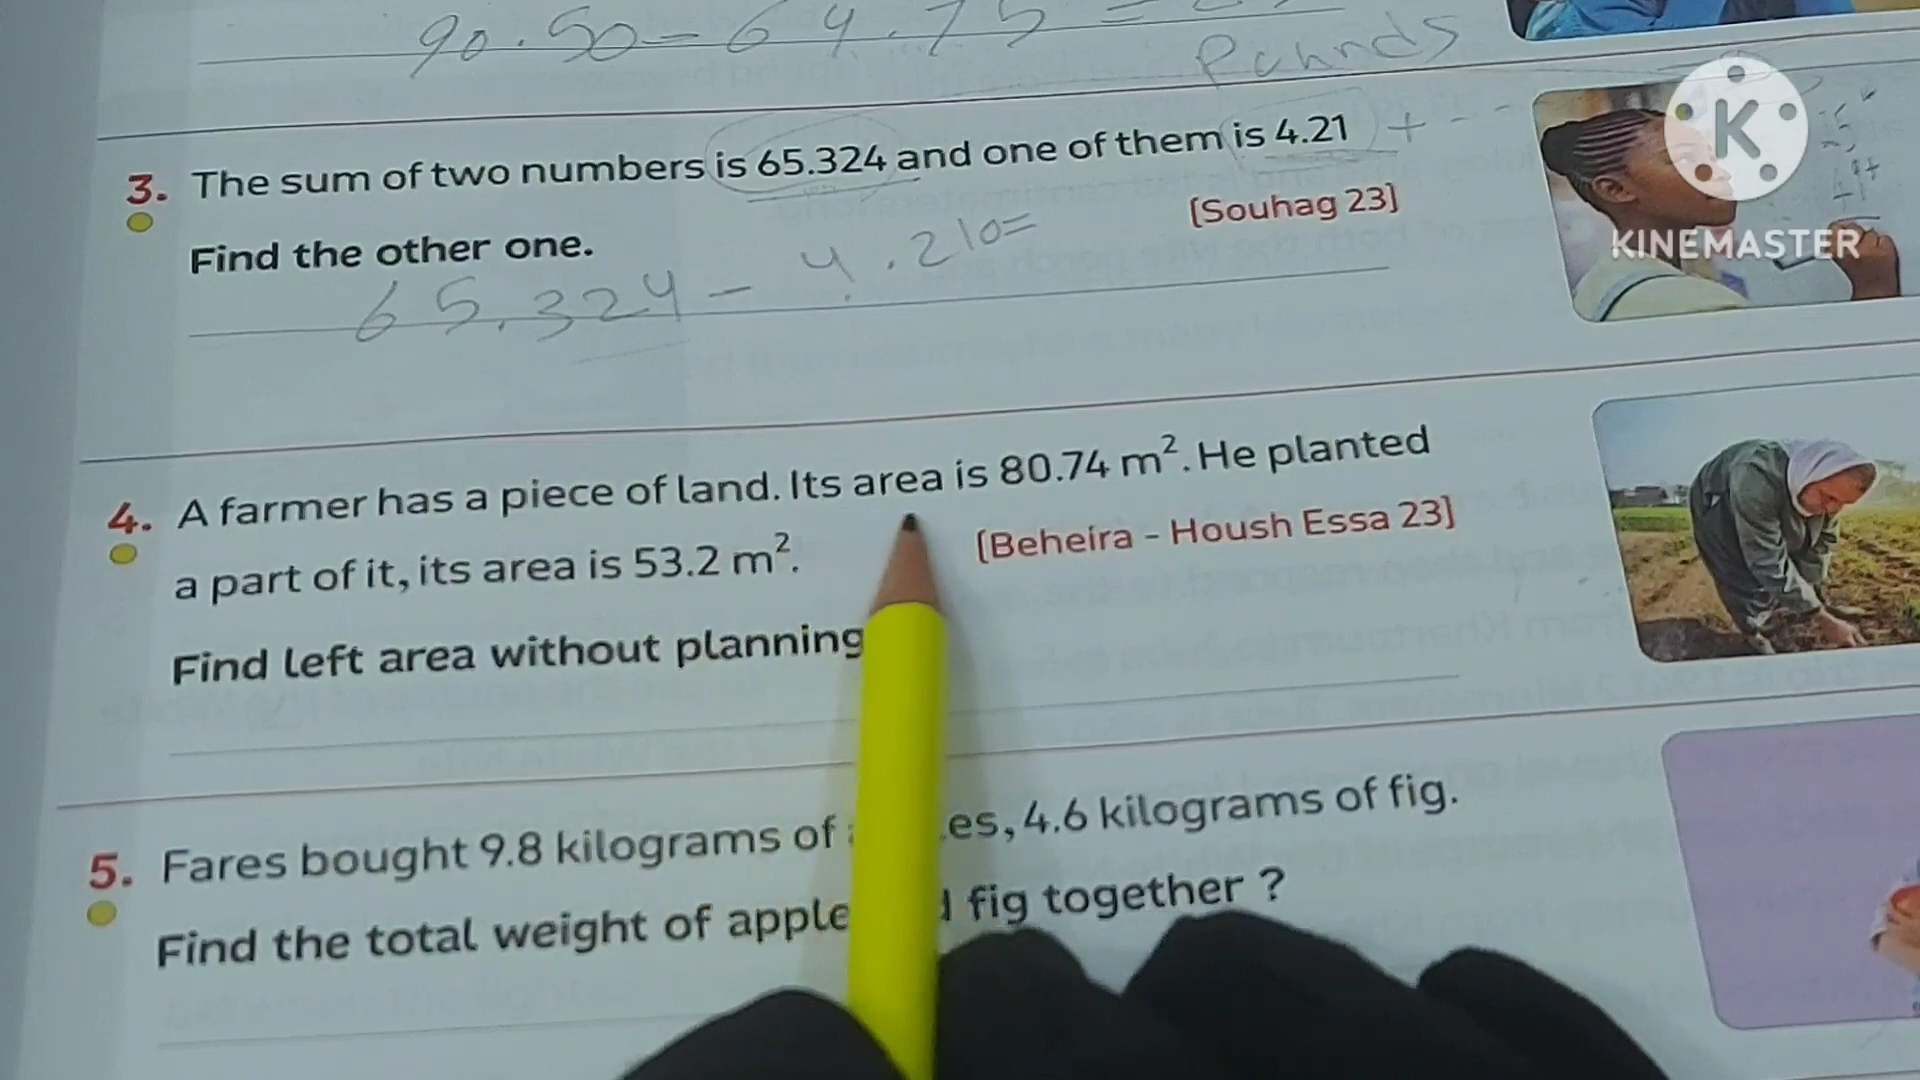 90.50 - 64.75 =
Pounds
3. The sum of two numbers is 65.324 and one of them is 4.21 + - -
[Souhag 23]
Find the other one.
65.324 - 4.210=
4. A farmer has a piece of land. Its area is 80.74 m². He planted
a part of it, its area is 53.2 m².
[Beheira - Housh Essa 23]
Find left area without planning
5. Fares bought 9.8 kilograms of es, 4.6 kilograms of fig.
Find the total weight of apple fig together ?
K
KINEMASTER